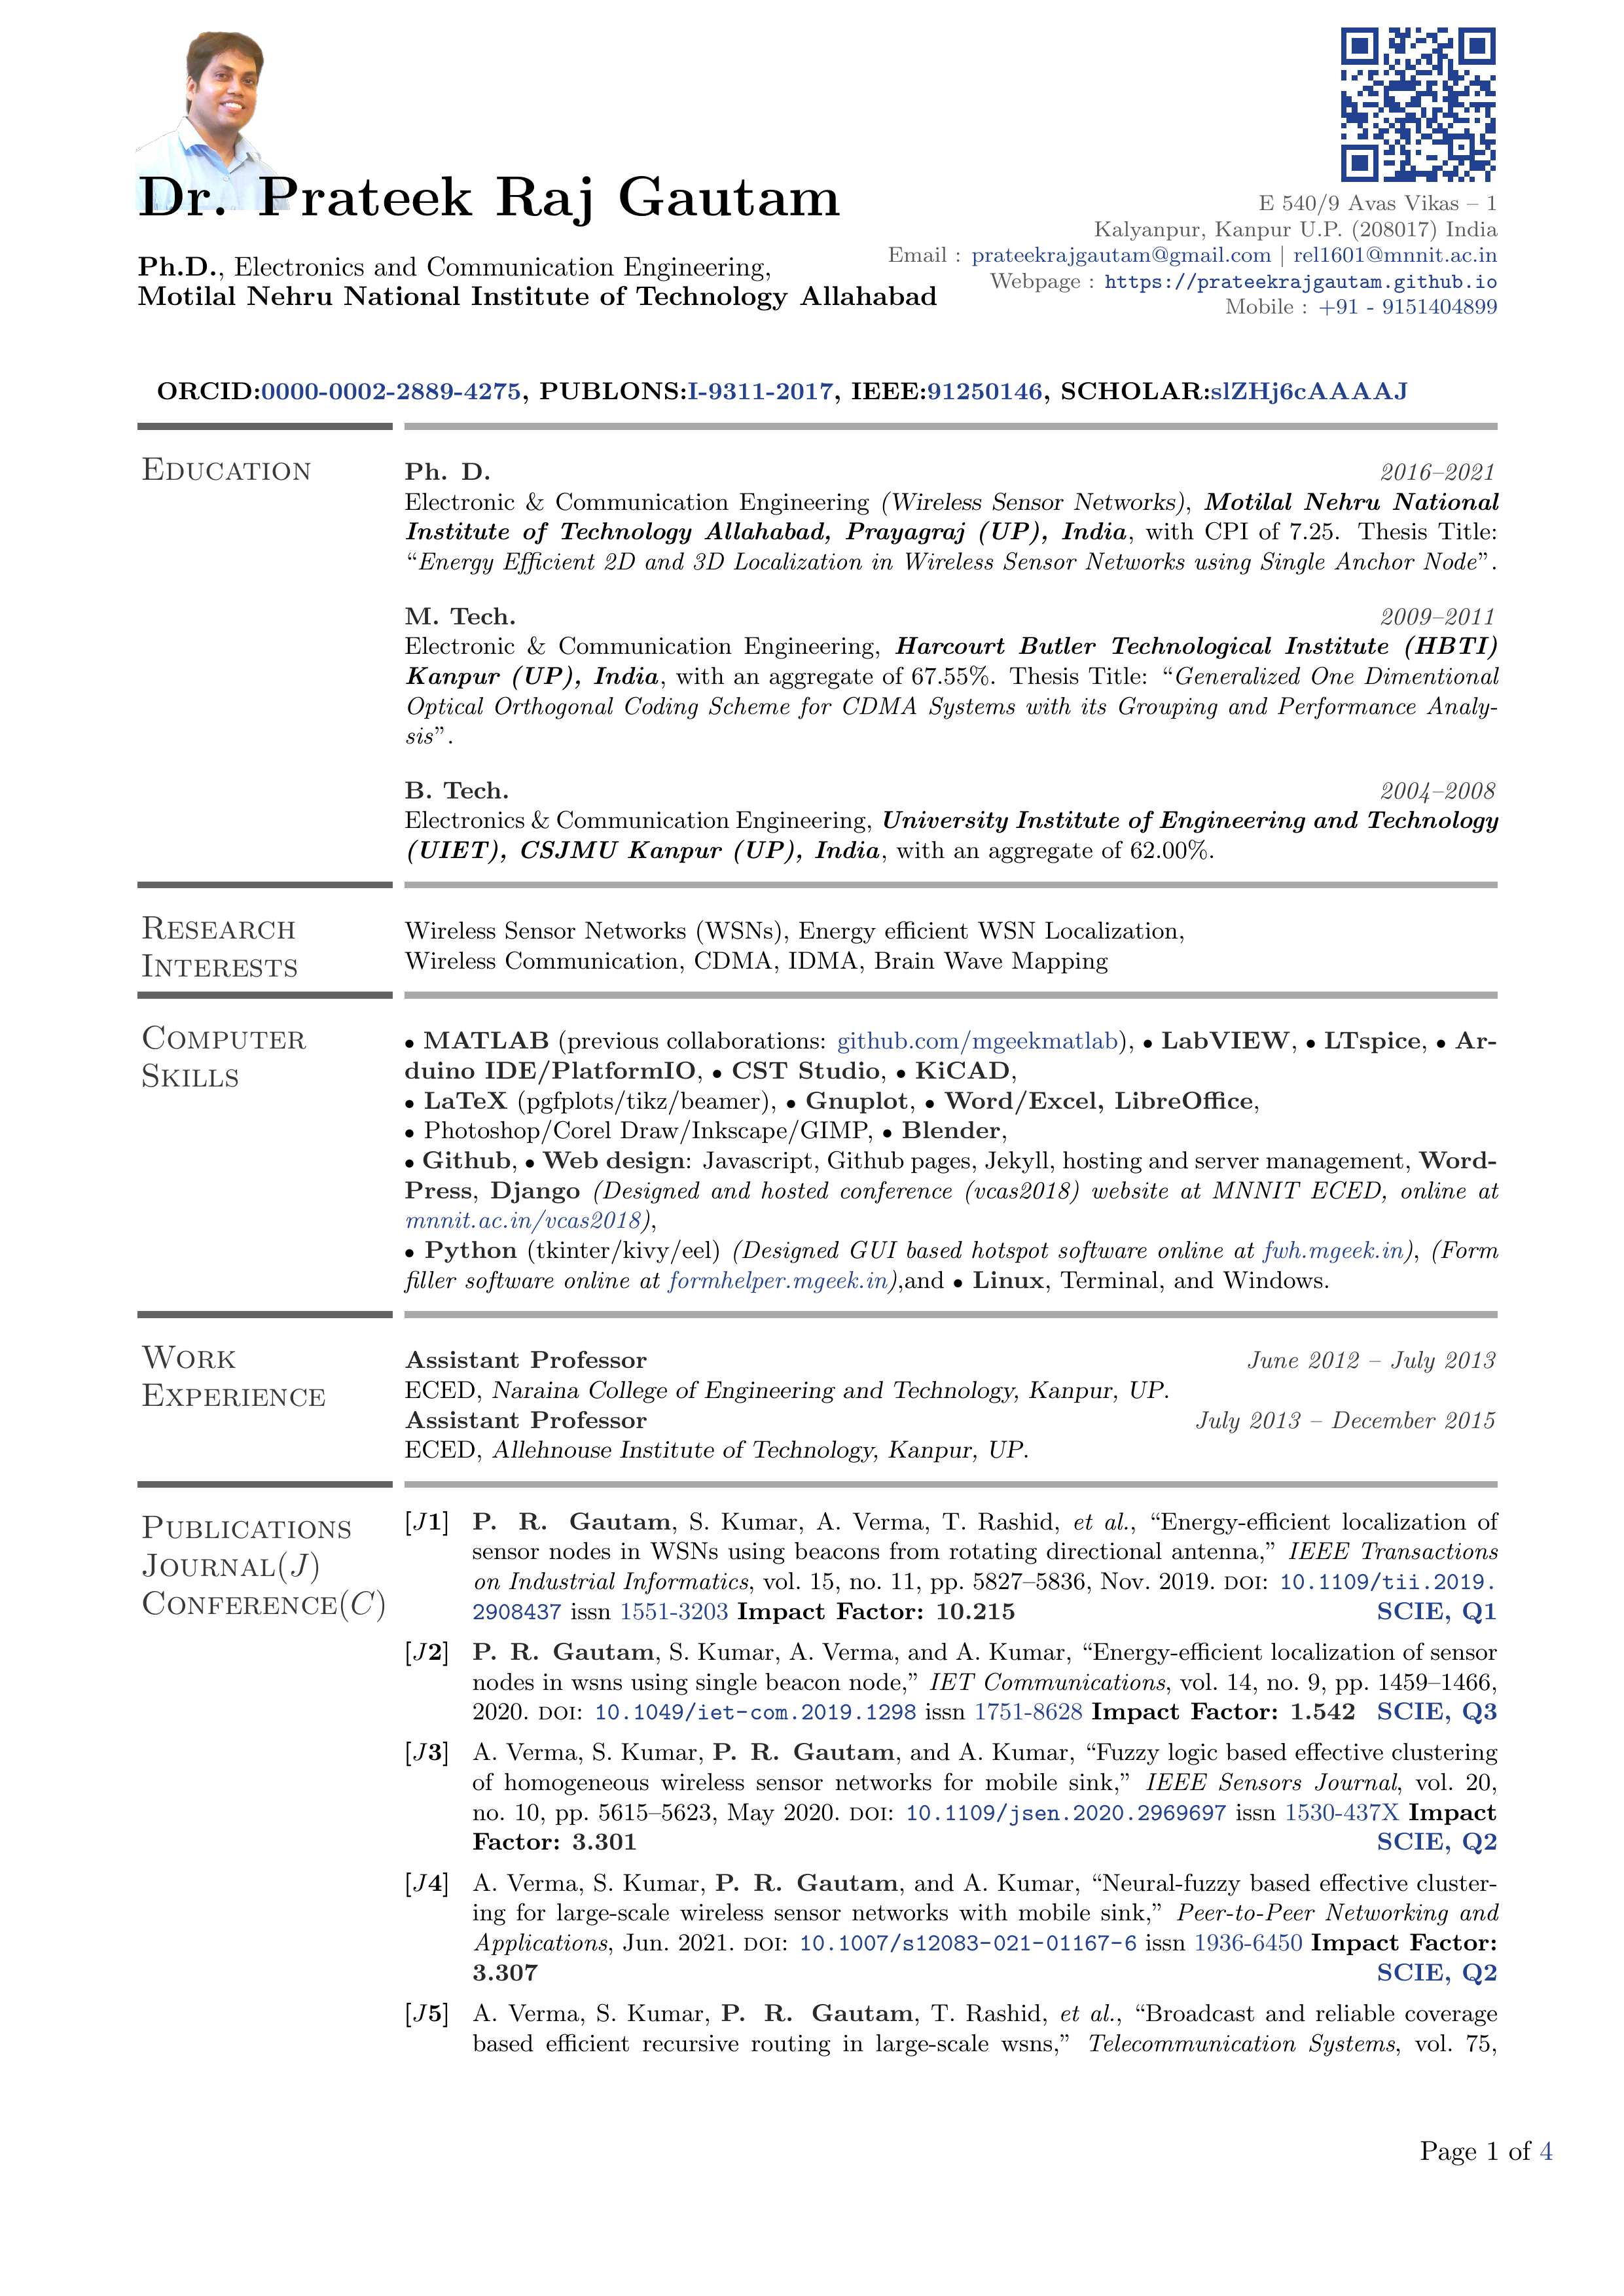 Dr. Prateek Raj Gautam
Ph.D., Electronics and Communication Engineering,
Motilal Nehru National Institute of Technology Allahabad
E 540/9 Avas Vikas – 1
Kalyanpur, Kanpur U.P. (208017) India
Email : prateekrajgautam@gmail.com | rel1601@mnnit.ac.in
Webpage : https://prateekrajgautam.github.io
Mobile : +91 - 9151404899
ORCID:0000-0002-2889-4275, PUBLONS:I-9311-2017, IEEE:91250146, SCHOLAR:slZHj6cAAAAJ
Education
Ph. D. 2016–2021
Electronic & Communication Engineering (Wireless Sensor Networks), Motilal Nehru National
Institute of Technology Allahabad, Prayagraj (UP), India, with CPI of 7.25. Thesis Title:
“Energy Efficient 2D and 3D Localization in Wireless Sensor Networks using Single Anchor Node”.
M. Tech. 2009–2011
Electronic & Communication Engineering, Harcourt Butler Technological Institute (HBTI)
Kanpur (UP), India, with an aggregate of 67.55%. Thesis Title: “Generalized One Dimentional
Optical Orthogonal Coding Scheme for CDMA Systems with its Grouping and Performance Analy-
sis”.
B. Tech. 2004–2008
Electronics & Communication Engineering, University Institute of Engineering and Technology
(UIET), CSJMU Kanpur (UP), India, with an aggregate of 62.00%.
Research
Interests
Wireless Sensor Networks (WSNs), Energy efficient WSN Localization,
Wireless Communication, CDMA, IDMA, Brain Wave Mapping
Computer
Skills
• MATLAB (previous collaborations: github.com/mgeekmatlab), • LabVIEW, • LTspice, • Ar-
duino IDE/PlatformIO, • CST Studio, • KiCAD,
• LaTeX (pgfplots/tikz/beamer), • Gnuplot, • Word/Excel, LibreOffice,
• Photoshop/Corel Draw/Inkscape/GIMP, • Blender,
• Github, • Web design: Javascript, Github pages, Jekyll, hosting and server management, Word-
Press, Django (Designed and hosted conference (vcas2018) website at MNNIT ECED, online at
mnnit.ac.in/vcas2018),
• Python (tkinter/kivy/eel) (Designed GUI based hotspot software online at fwh.mgeek.in), (Form
filler software online at formhelper.mgeek.in),and • Linux, Terminal, and Windows.
Work
Experience
Assistant Professor June 2012 – July 2013
ECED, Naraina College of Engineering and Technology, Kanpur, UP.
Assistant Professor July 2013 – December 2015
ECED, Allehnouse Institute of Technology, Kanpur, UP.
Publications
Journal(J)
Conference(C)
[J1] P. R. Gautam, S. Kumar, A. Verma, T. Rashid, et al., “Energy-efficient localization of
sensor nodes in WSNs using beacons from rotating directional antenna,” IEEE Transactions
on Industrial Informatics, vol. 15, no. 11, pp. 5827–5836, Nov. 2019. doi: 10.1109/tii.2019.
2908437 issn 1551-3203 Impact Factor: 10.215 SCIE, Q1
[J2] P. R. Gautam, S. Kumar, A. Verma, and A. Kumar, “Energy-efficient localization of sensor
nodes in wsns using single beacon node,” IET Communications, vol. 14, no. 9, pp. 1459–1466,
2020. doi: 10.1049/iet-com.2019.1298 issn 1751-8628 Impact Factor: 1.542 SCIE, Q3
[J3] A. Verma, S. Kumar, P. R. Gautam, and A. Kumar, “Fuzzy logic based effective clustering
of homogeneous wireless sensor networks for mobile sink,” IEEE Sensors Journal, vol. 20,
no. 10, pp. 5615–5623, May 2020. doi: 10.1109/jsen.2020.2969697 issn 1530-437X Impact
Factor: 3.301 SCIE, Q2
[J4] A. Verma, S. Kumar, P. R. Gautam, and A. Kumar, “Neural-fuzzy based effective cluster-
ing for large-scale wireless sensor networks with mobile sink,” Peer-to-Peer Networking and
Applications, Jun. 2021. doi: 10.1007/s12083-021-01167-6 issn 1936-6450 Impact Factor:
3.307 SCIE, Q2
[J5] A. Verma, S. Kumar, P. R. Gautam, T. Rashid, et al., “Broadcast and reliable coverage
based efficient recursive routing in large-scale wsns,” Telecommunication Systems, vol. 75,
Page 1 of 4